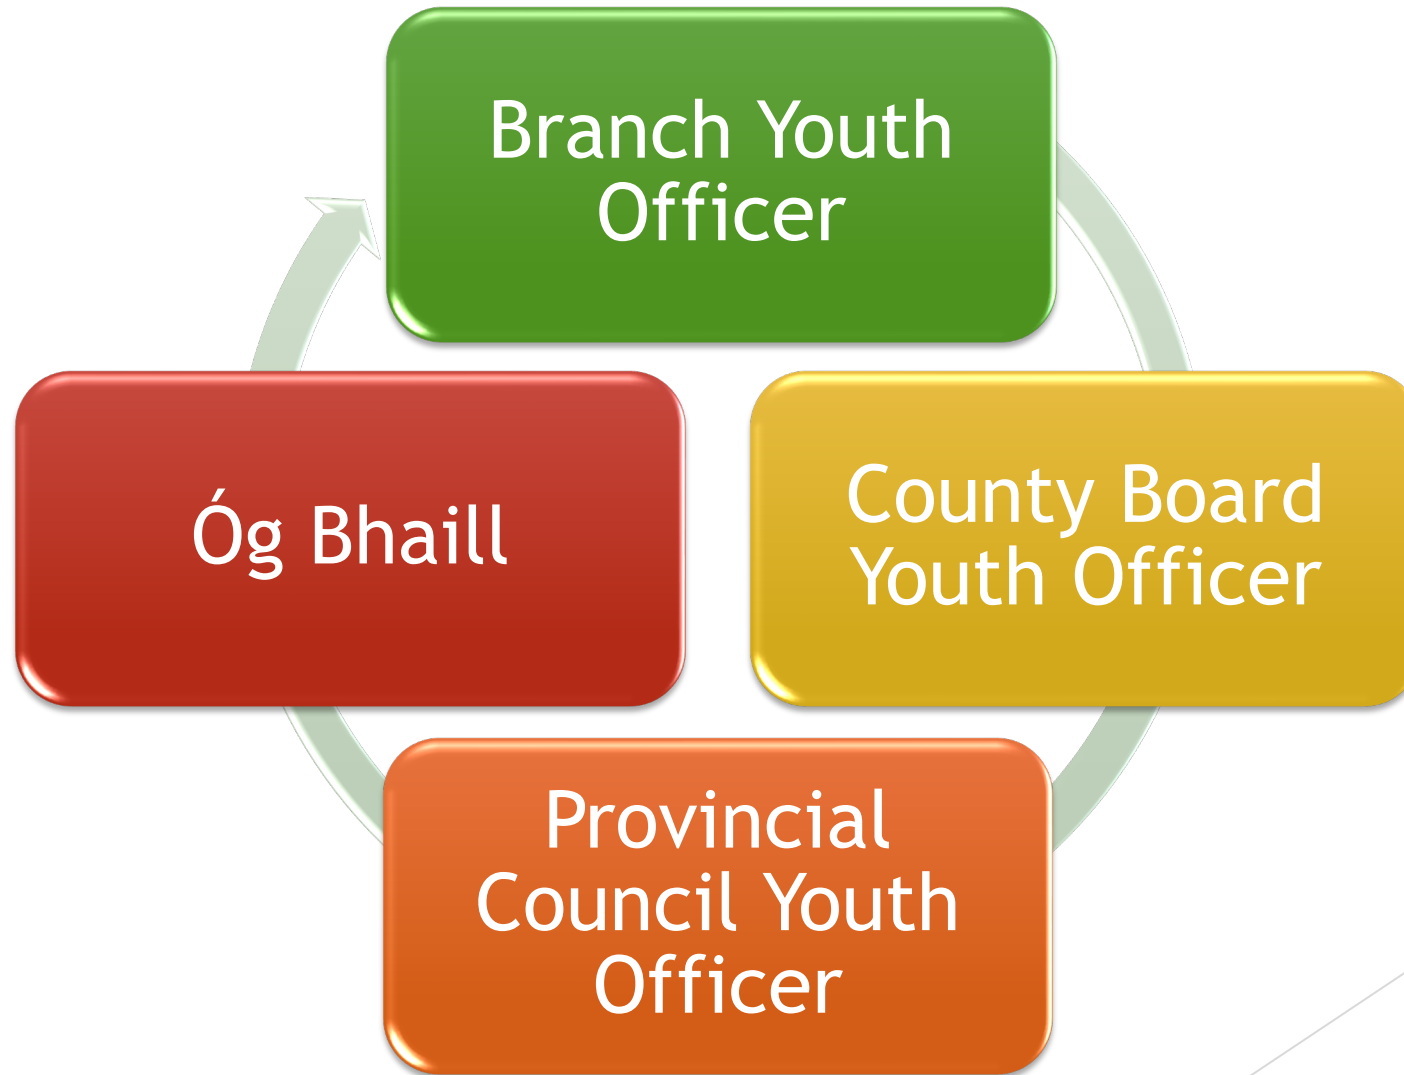 Branch Youth
Officer
County Board
Youth Officer
Provincial
Council Youth
Officer
Óg Bhaill